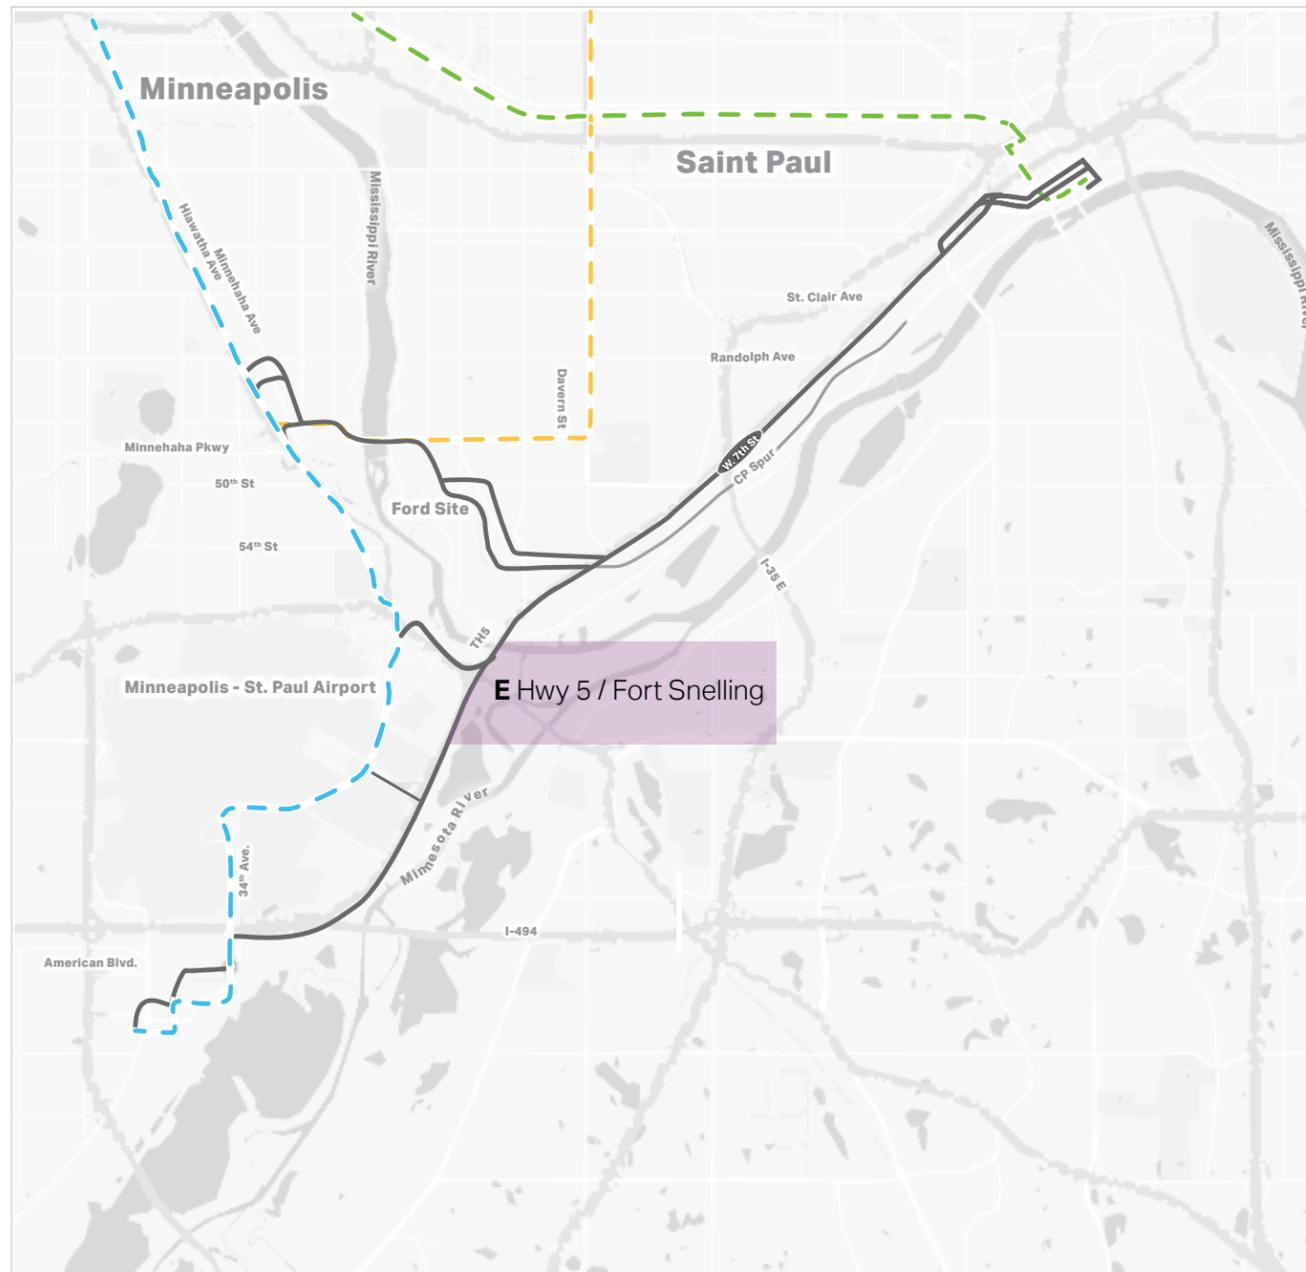 Minneapolis
Saint Paul
Mississippi River
Mississippi River
Hiawatha Ave
Minnehaha Ave
St. Clair Ave
Randolph Ave
Davern St
W. 7th St
CP Spur
Minnehaha Pkwy
50th St
Ford Site
54th St
I-35 E
TH5
Minneapolis - St. Paul Airport
E Hwy 5 / Fort Snelling
Minnesota River
34th Ave.
I-494
American Blvd.